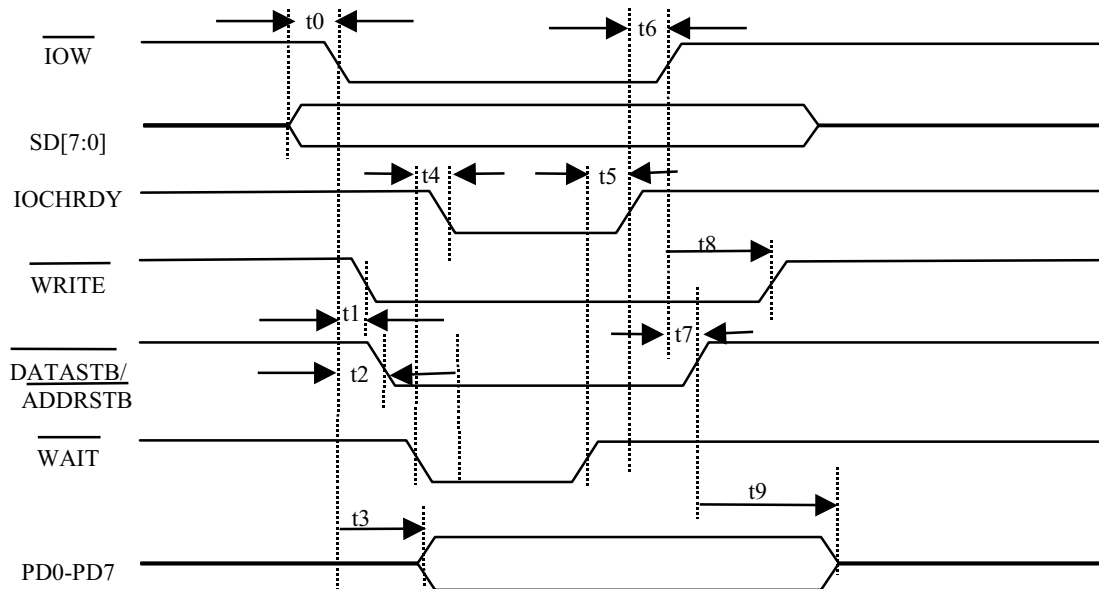 t0
t6
IOW
SD[7:0]
t4
t5
IOCHRDY
t8
WRITE
t1
t7
DATASTB/
t2
ADDRSTB
WAIT
t9
t3
PD0-PD7